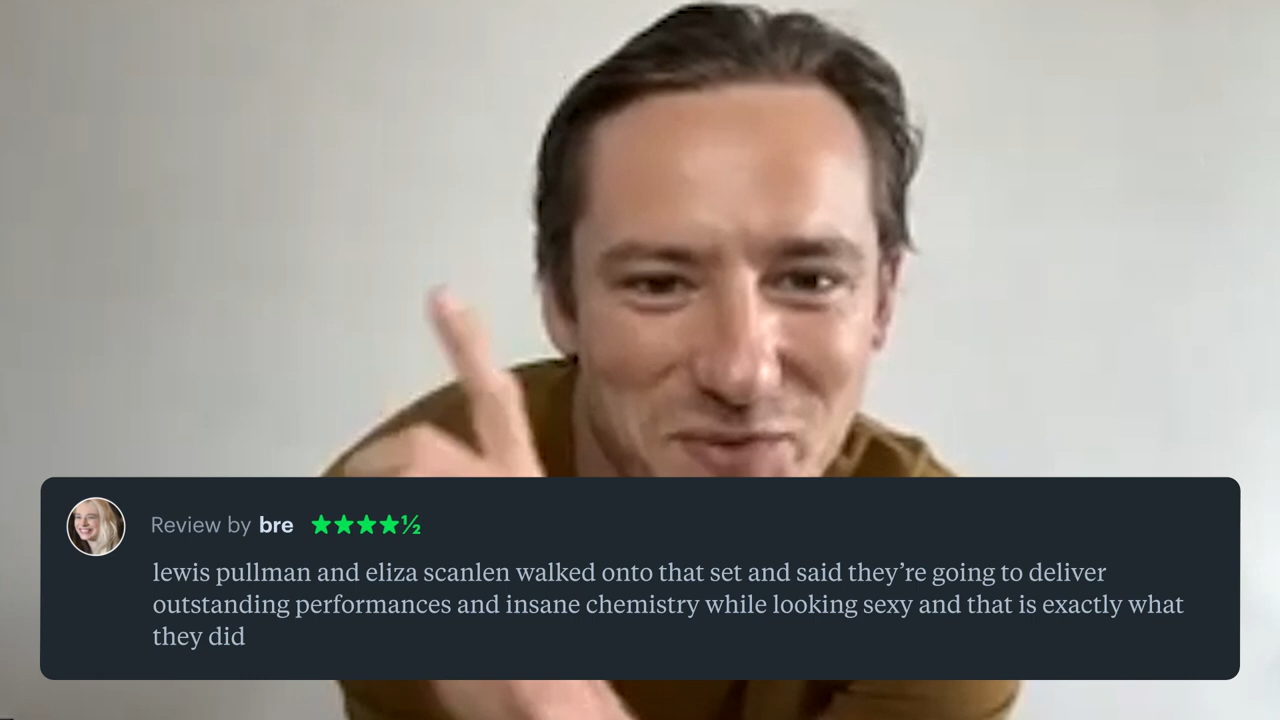 Review by bre ★★★★½
lewis pullman and eliza scanlen walked onto that set and said they’re going to deliver
outstanding performances and insane chemistry while looking sexy and that is exactly what
they did